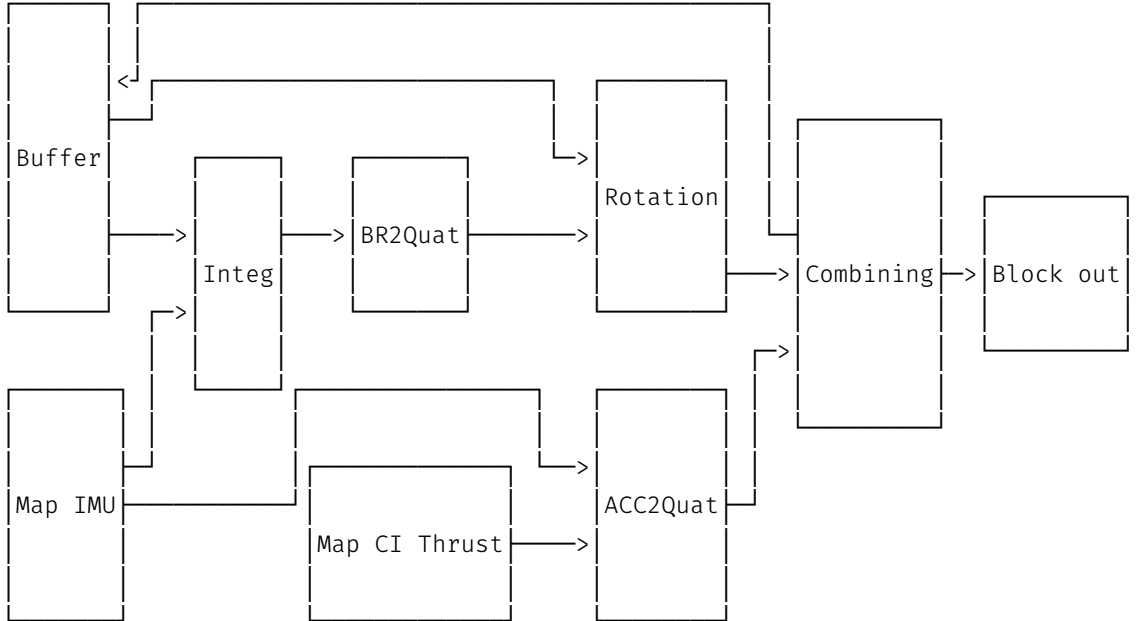 Buffer
Rotation
BR2Quat
Integ
Combining
Block out
Map IMU
ACC2Quat
Map CI Thrust